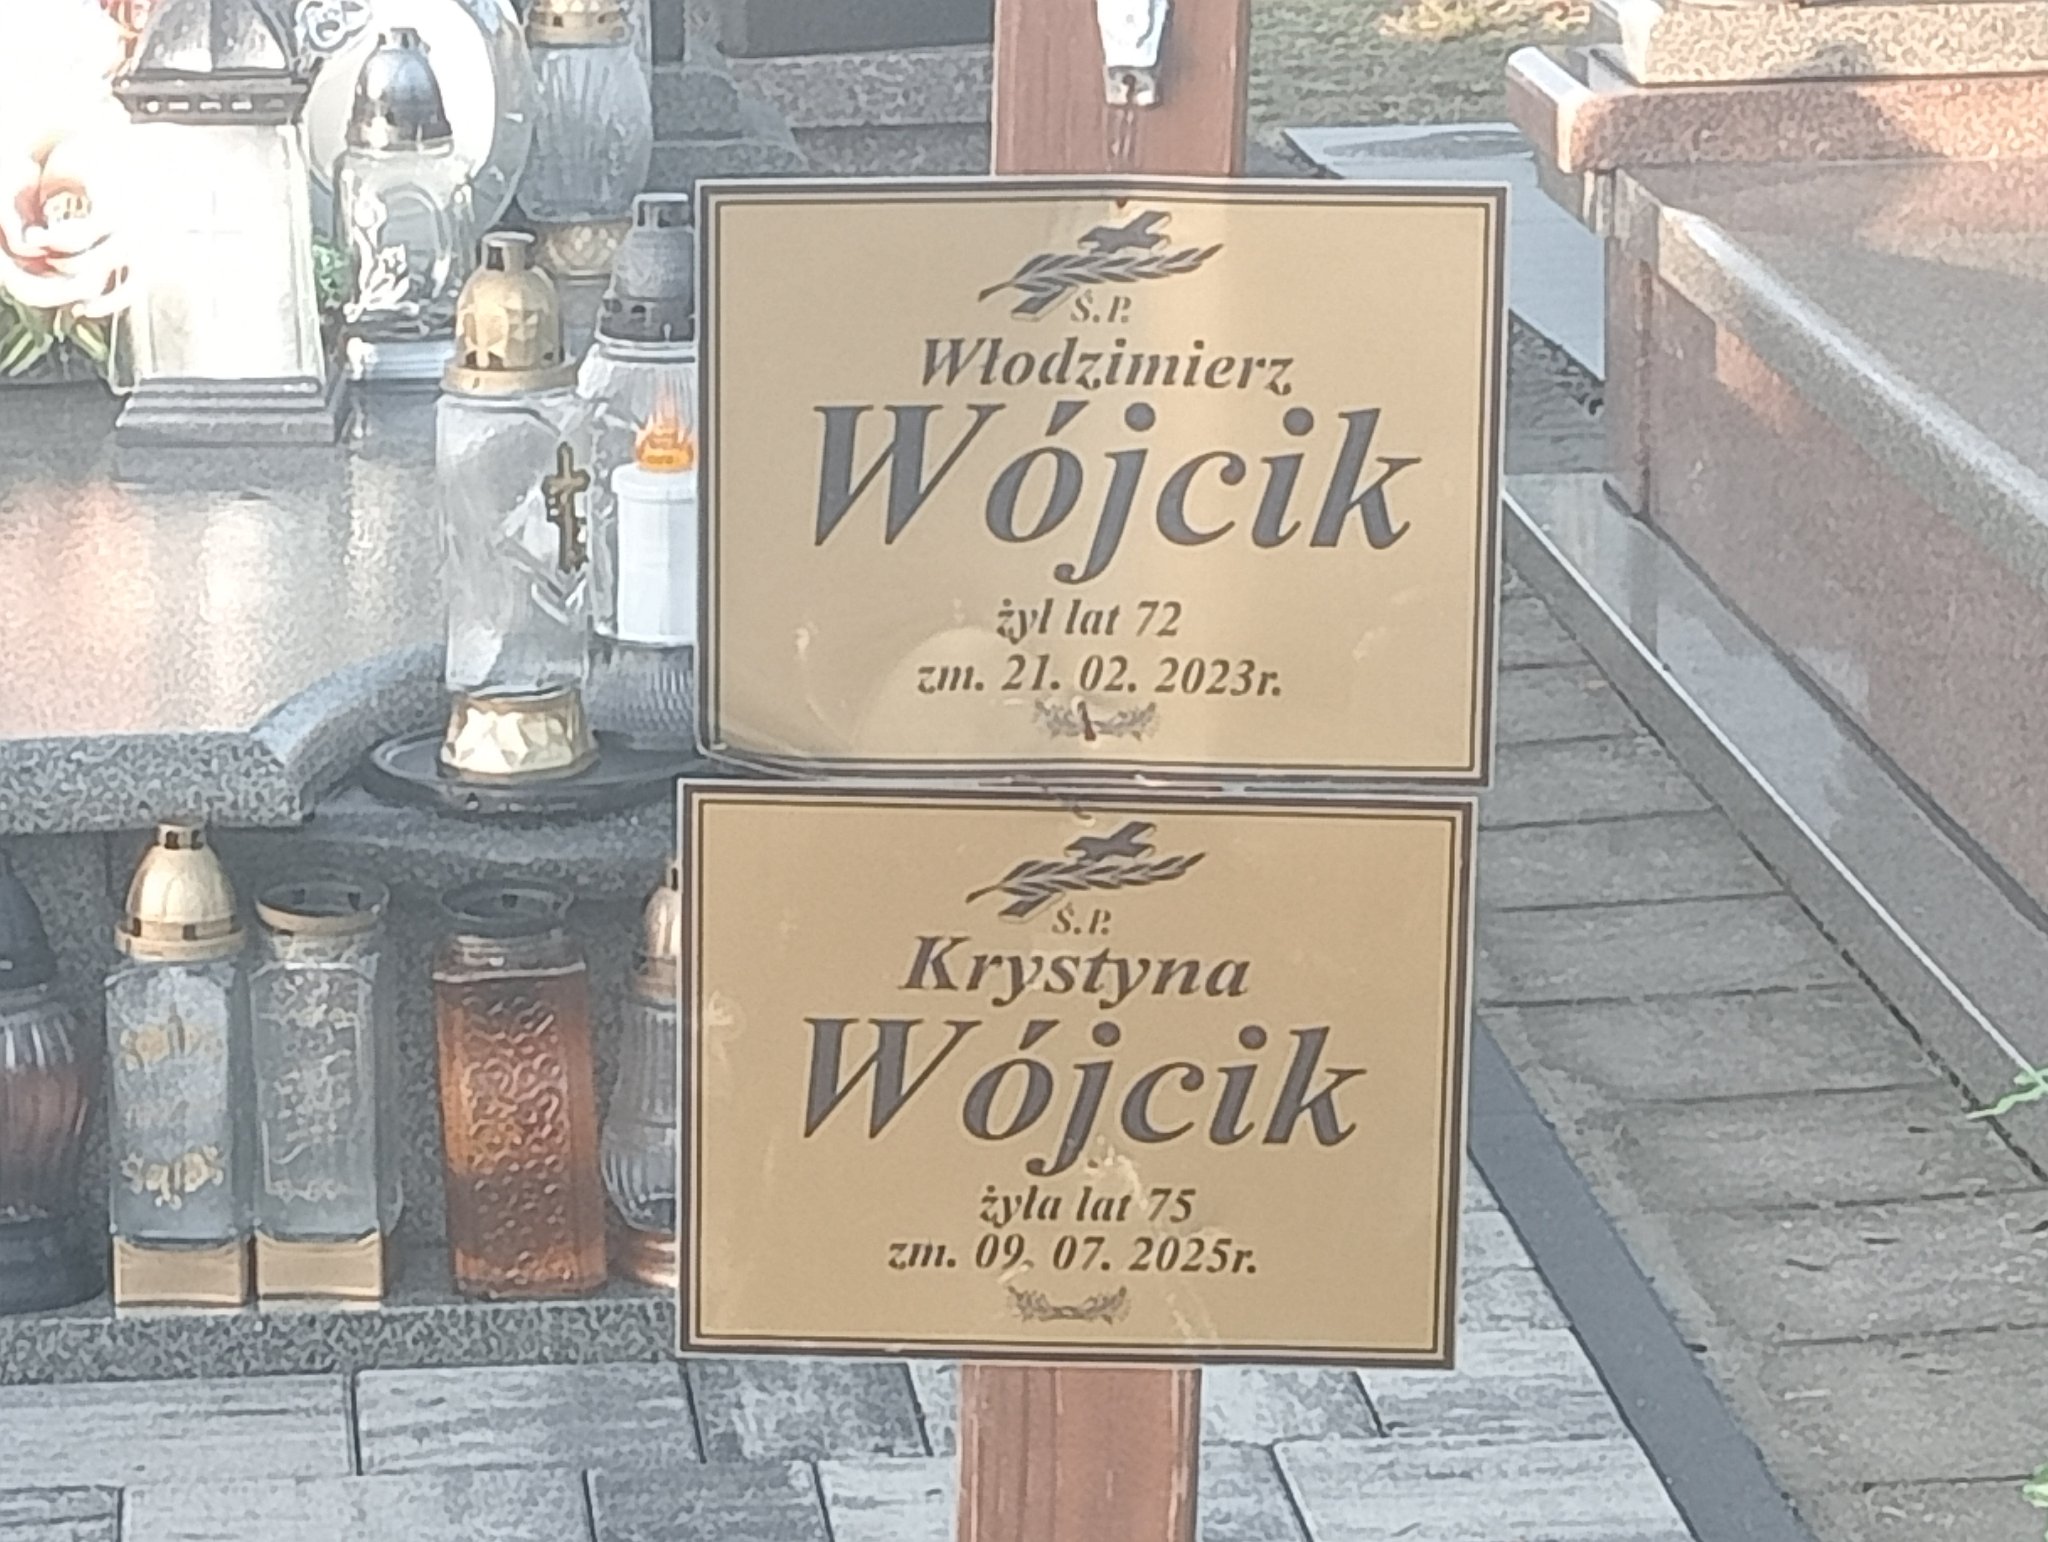 Ś. P.
Włodzimierz
Wójcik
żył lat 72
zm. 21. 02. 2023r.
Ś. P.
Krystyna
Wójcik
żyła lat 75
zm. 09. 07. 2025r.